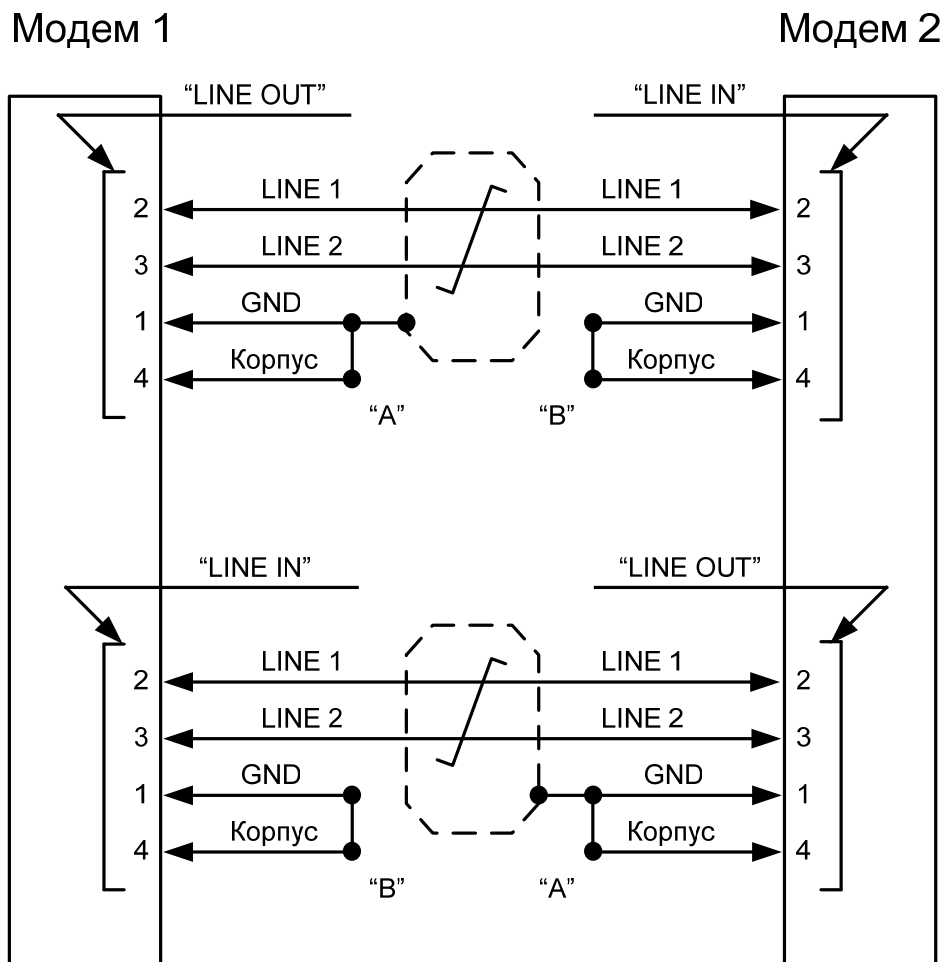 Модем 1 Модем 2
“LINE OUT” “LINE IN”
2 LINE 1 LINE 1 2
3 LINE 2 LINE 2 3
1 GND GND 1
4 Корпус Корпус 4
“A” “B”
“LINE IN” “LINE OUT”
2 LINE 1 LINE 1 2
3 LINE 2 LINE 2 3
1 GND GND 1
4 Корпус Корпус 4
“B” “A”